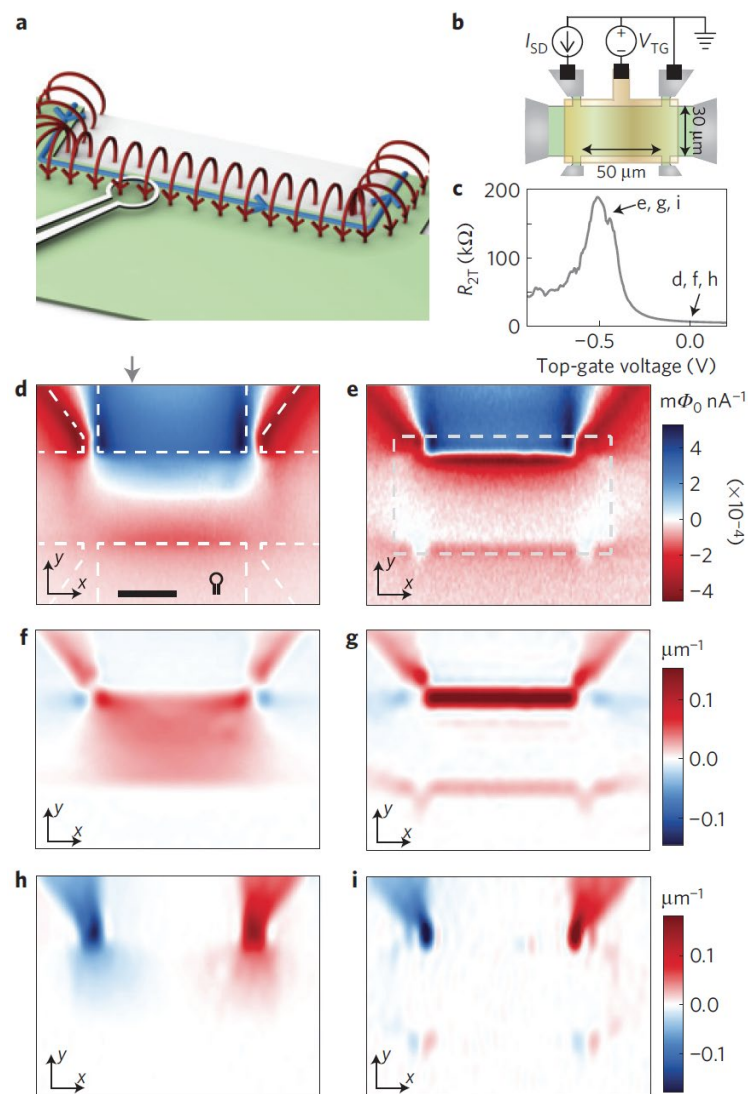 a
b
I_SD
+
−
V_TG
30 µm
50 µm
c
200
100
0
R_2T (kΩ)
e, g, i
d, f, h
−0.5
0.0
Top-gate voltage (V)
d
y
x
e
y
x
mΦ₀ nA⁻¹
4
2
0
−2
−4
(×10⁻⁴)
f
y
x
g
y
x
µm⁻¹
0.1
0.0
−0.1
h
y
x
i
y
x
µm⁻¹
0.1
0.0
−0.1